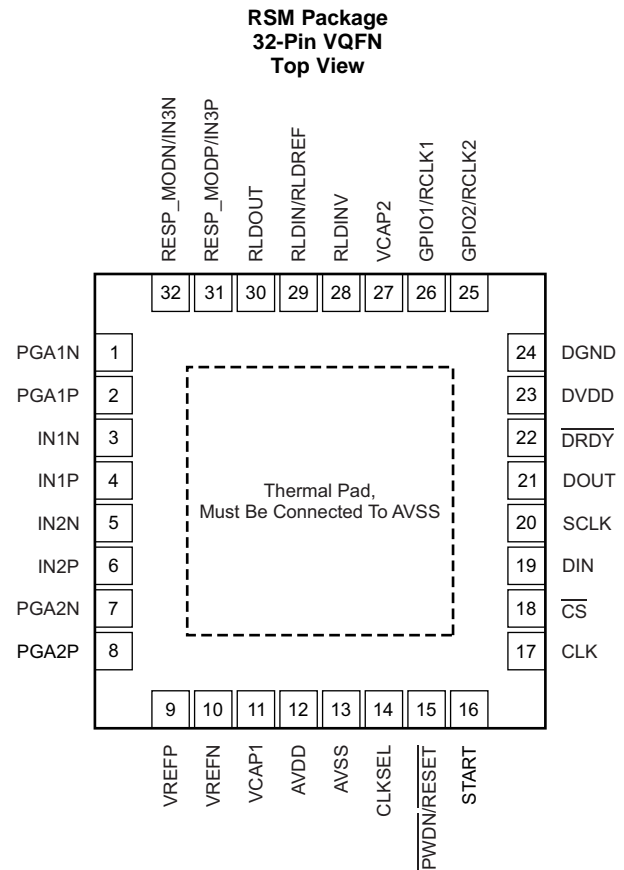 RSM Package
32-Pin VQFN
Top View
RESP_MODN/IN3N
RESP_MODP/IN3P
RLDOUT
RLDIN/RLDREF
RLDINV
VCAP2
GPIO1/RCLK1
GPIO2/RCLK2
32 31 30 29 28 27 26 25
PGA1N 1
PGA1P 2
IN1N 3
IN1P 4
IN2N 5
IN2P 6
PGA2N 7
PGA2P 8
Thermal Pad,
Must Be Connected To AVSS
24 DGND
23 DVDD
22 DRDY
21 DOUT
20 SCLK
19 DIN
18 CS
17 CLK
9 10 11 12 13 14 15 16
VREFP
VREFN
VCAP1
AVDD
AVSS
CLKSEL
PWDN/RESET
START